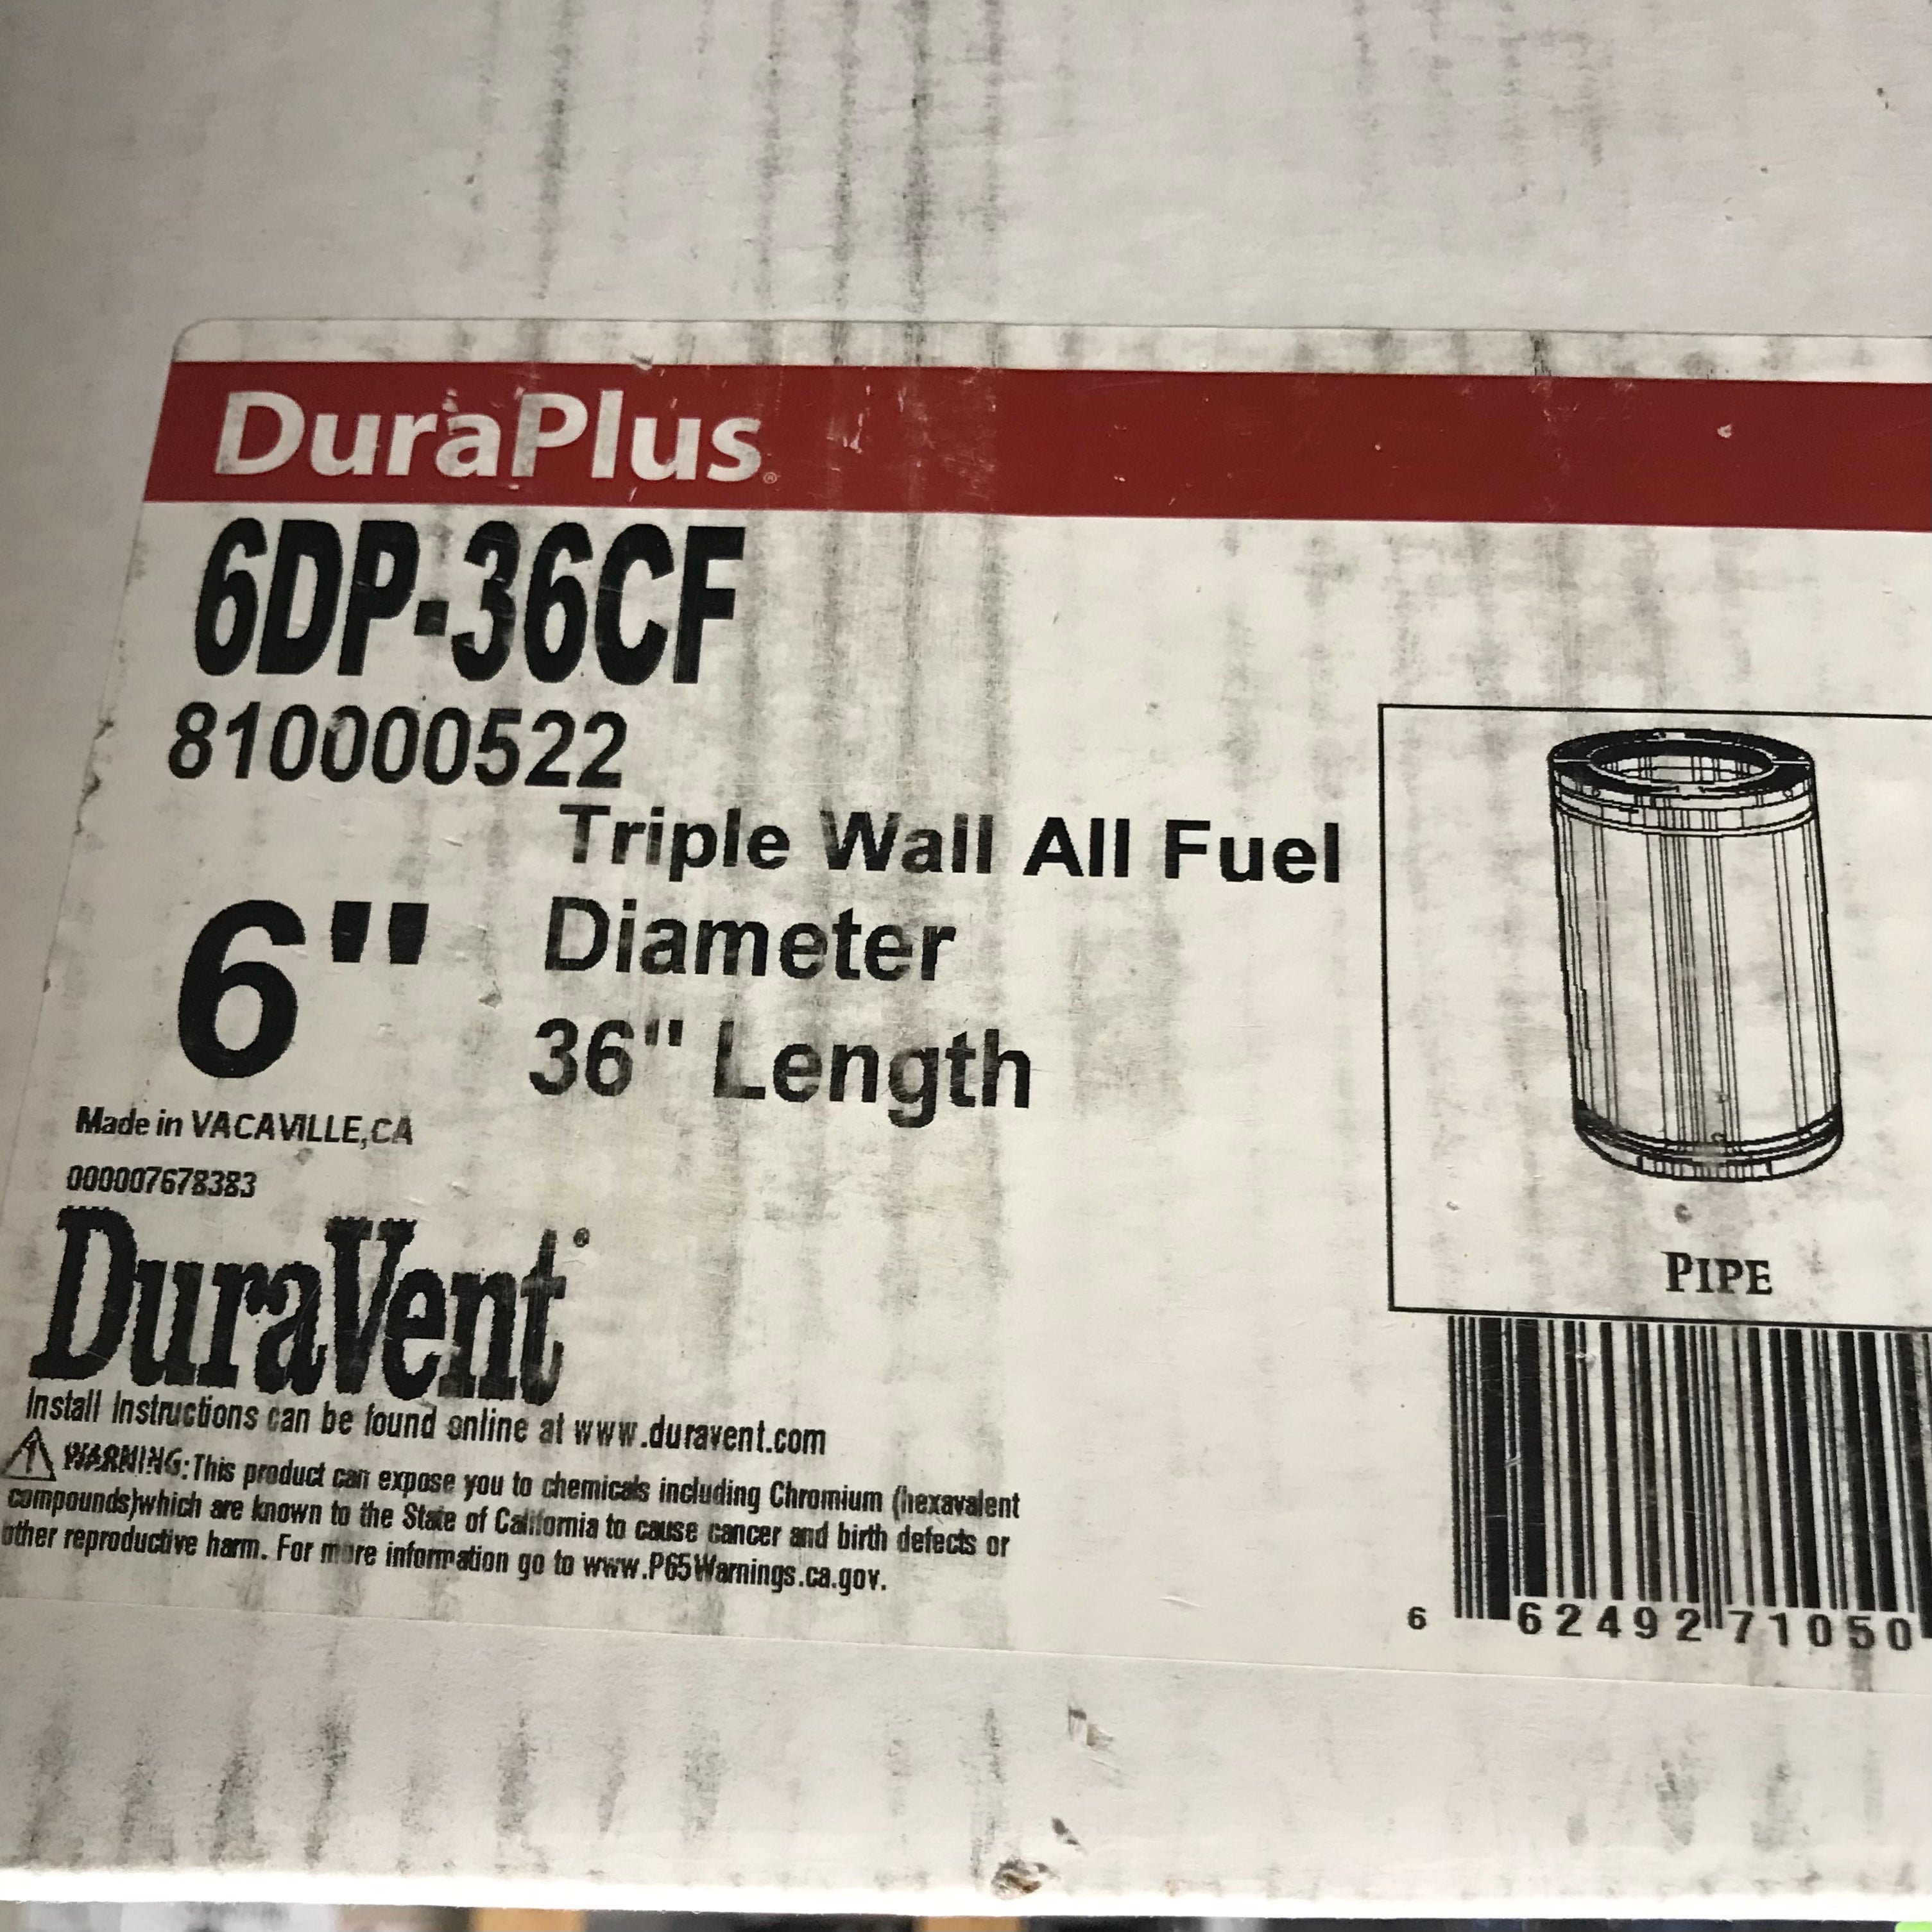 DuraPlus®
6DP-36CF
810000522
Triple Wall All Fuel
6" Diameter
36" Length
Made in VACAVILLE,CA
000007678383
DuraVent®
Install Instructions can be found online at www.duravent.com
WARNING: This product can expose you to chemicals including Chromium (hexavalent
compounds)which are known to the State of California to cause cancer and birth defects or
other reproductive harm. For more information go to www.P65Warnings.ca.gov.
PIPE
6 62492 71050